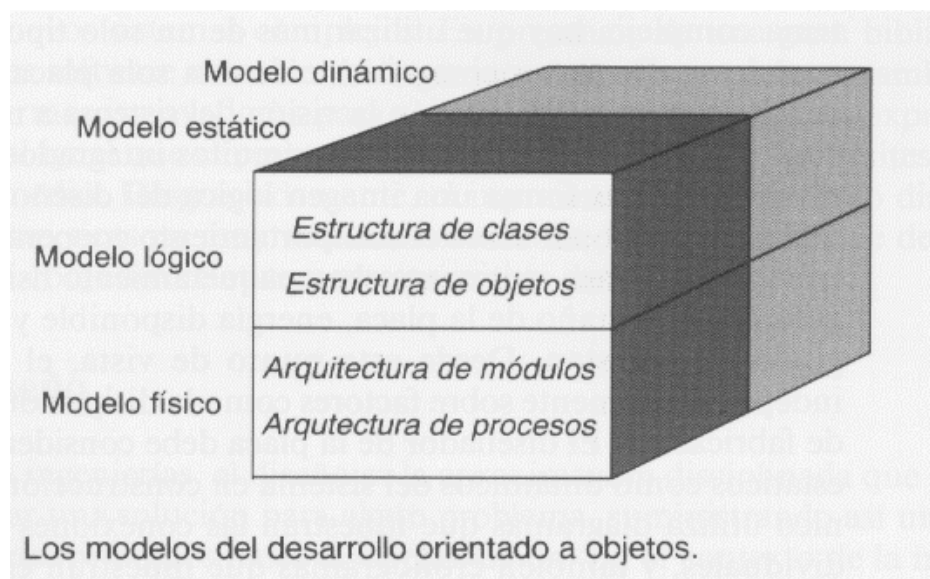 Modelo dinámico
Modelo estático
Estructura de clases
Modelo lógico
Estructura de objetos
Arquitectura de módulos
Modelo físico
Arqutectura de procesos
Los modelos del desarrollo orientado a objetos.